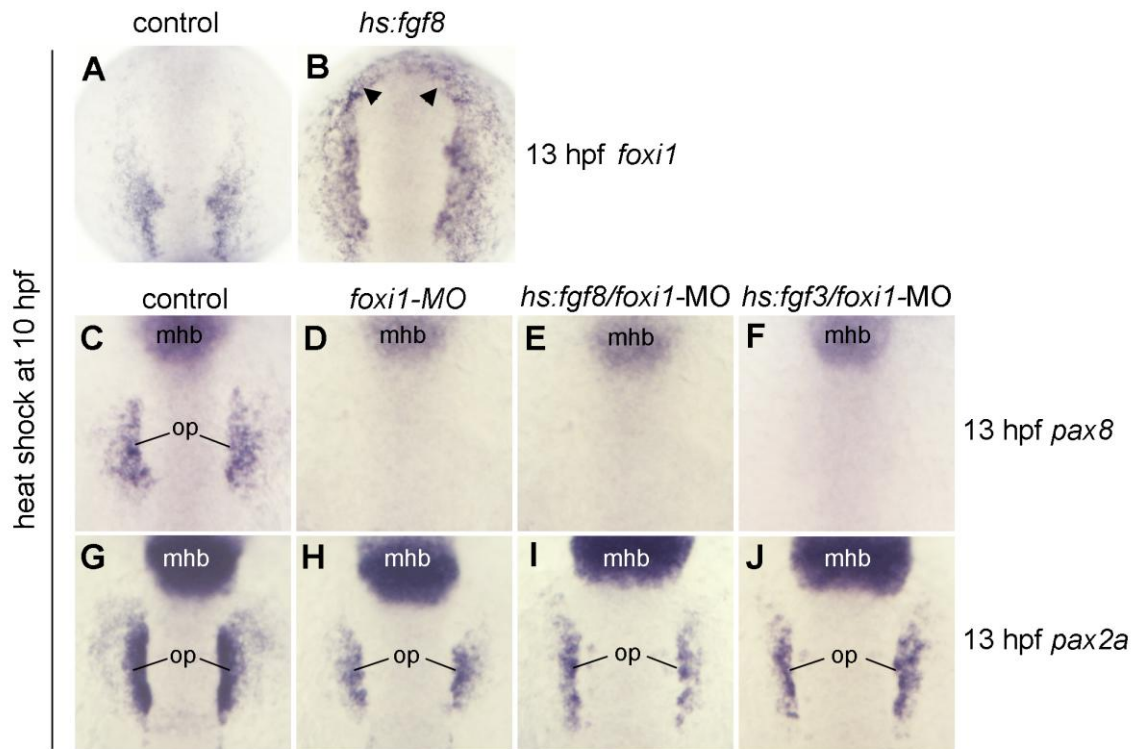 control hs:fgf8
A B
13 hpf foxi1
heat shock at 10 hpf
control foxi1-MO hs:fgf8/foxi1-MO hs:fgf3/foxi1-MO
C mhb D mhb E mhb F mhb
op
13 hpf pax8
G mhb H mhb I mhb J mhb
op op op op
13 hpf pax2a